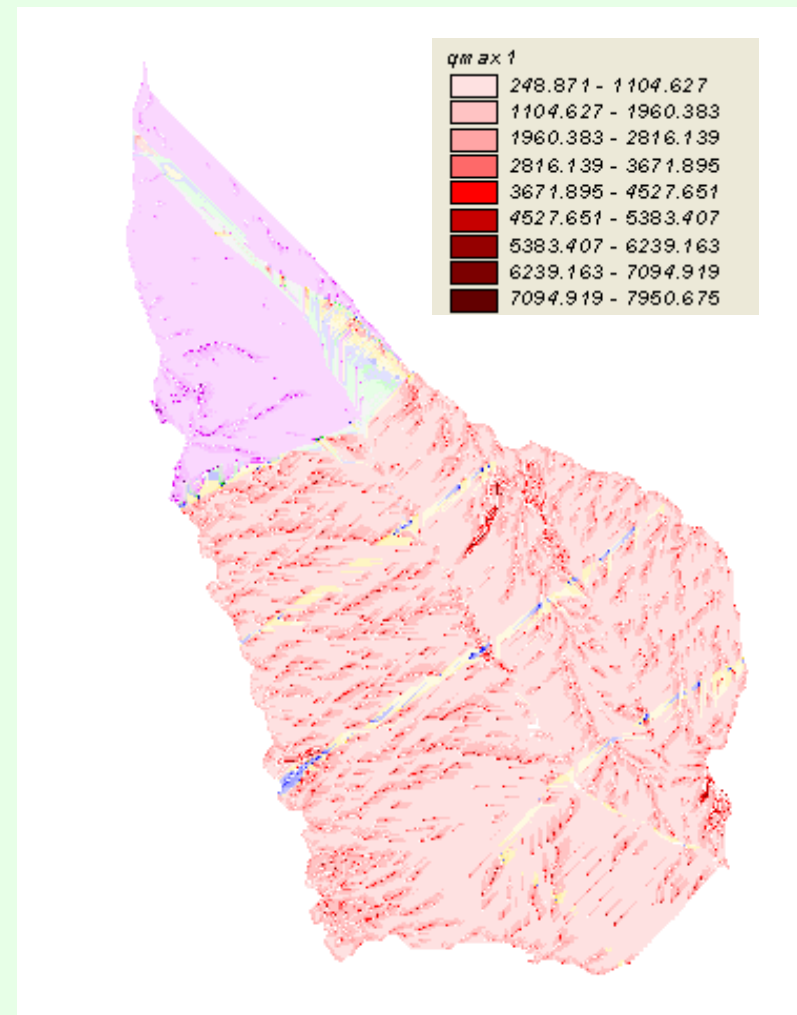 qmax1
248.871 - 1104.627
1104.627 - 1960.383
1960.383 - 2816.139
2816.139 - 3671.895
3671.895 - 4527.651
4527.651 - 5383.407
5383.407 - 6239.163
6239.163 - 7094.919
7094.919 - 7950.675